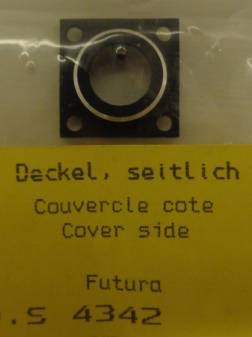 Deckel, seitlich
Couvercle cote
Cover side
Futura
.S 4342